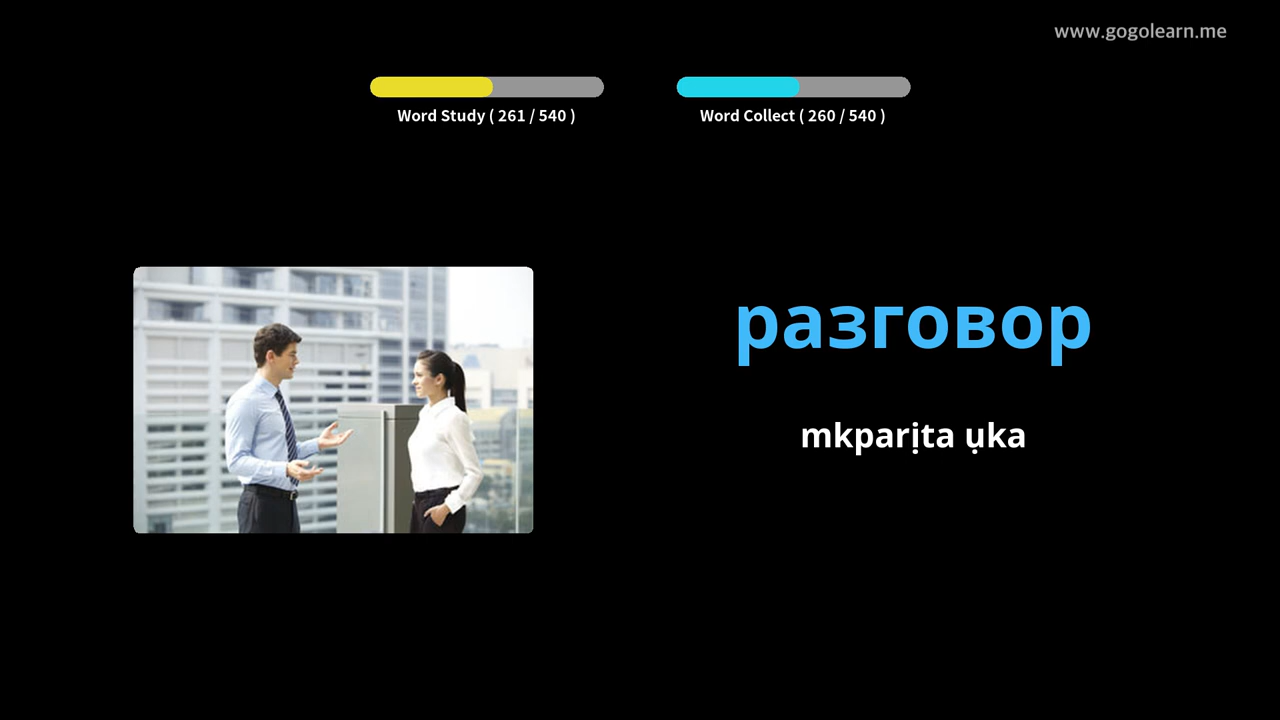 www.gogolearn.me
Word Study ( 261 / 540 )
Word Collect ( 260 / 540 )
разговор
mkparịta ụka